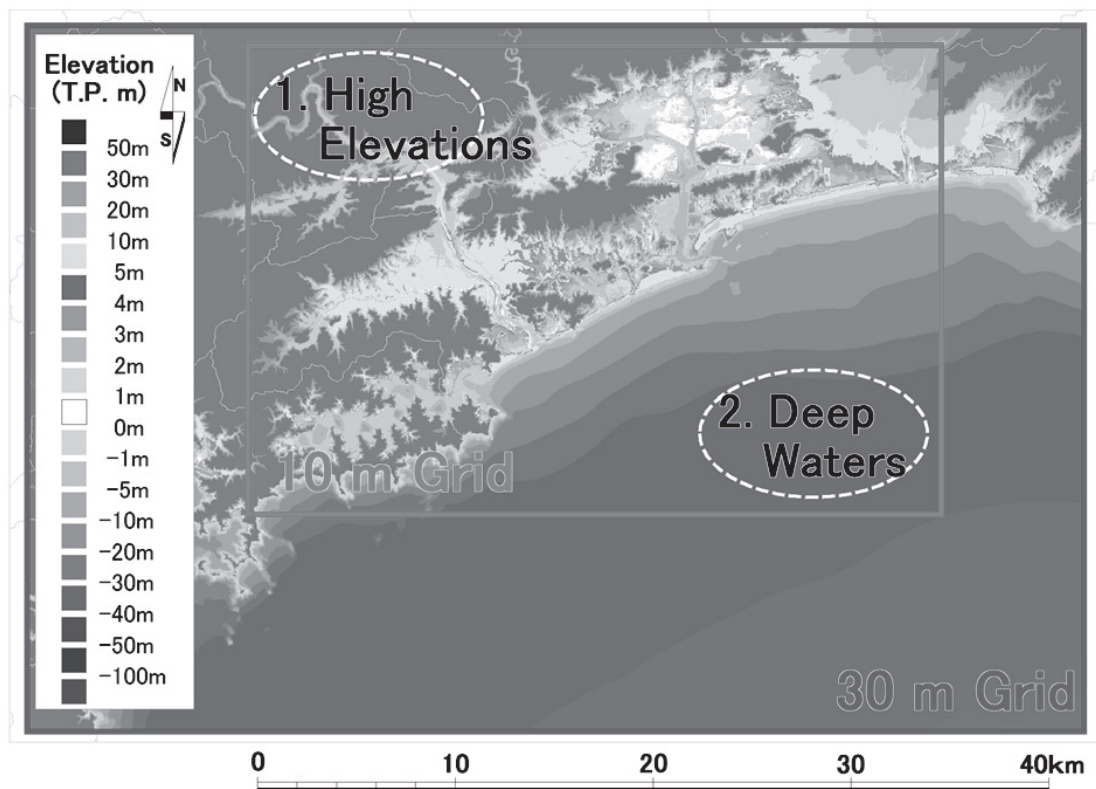 Elevation
(T.P. m)
N
S
50m
30m
20m
10m
5m
4m
3m
2m
1m
0m
-1m
-5m
-10m
-20m
-30m
-40m
-50m
-100m
1. High
Elevations
2. Deep
Waters
10 m Grid
30 m Grid
0 10 20 30 40km